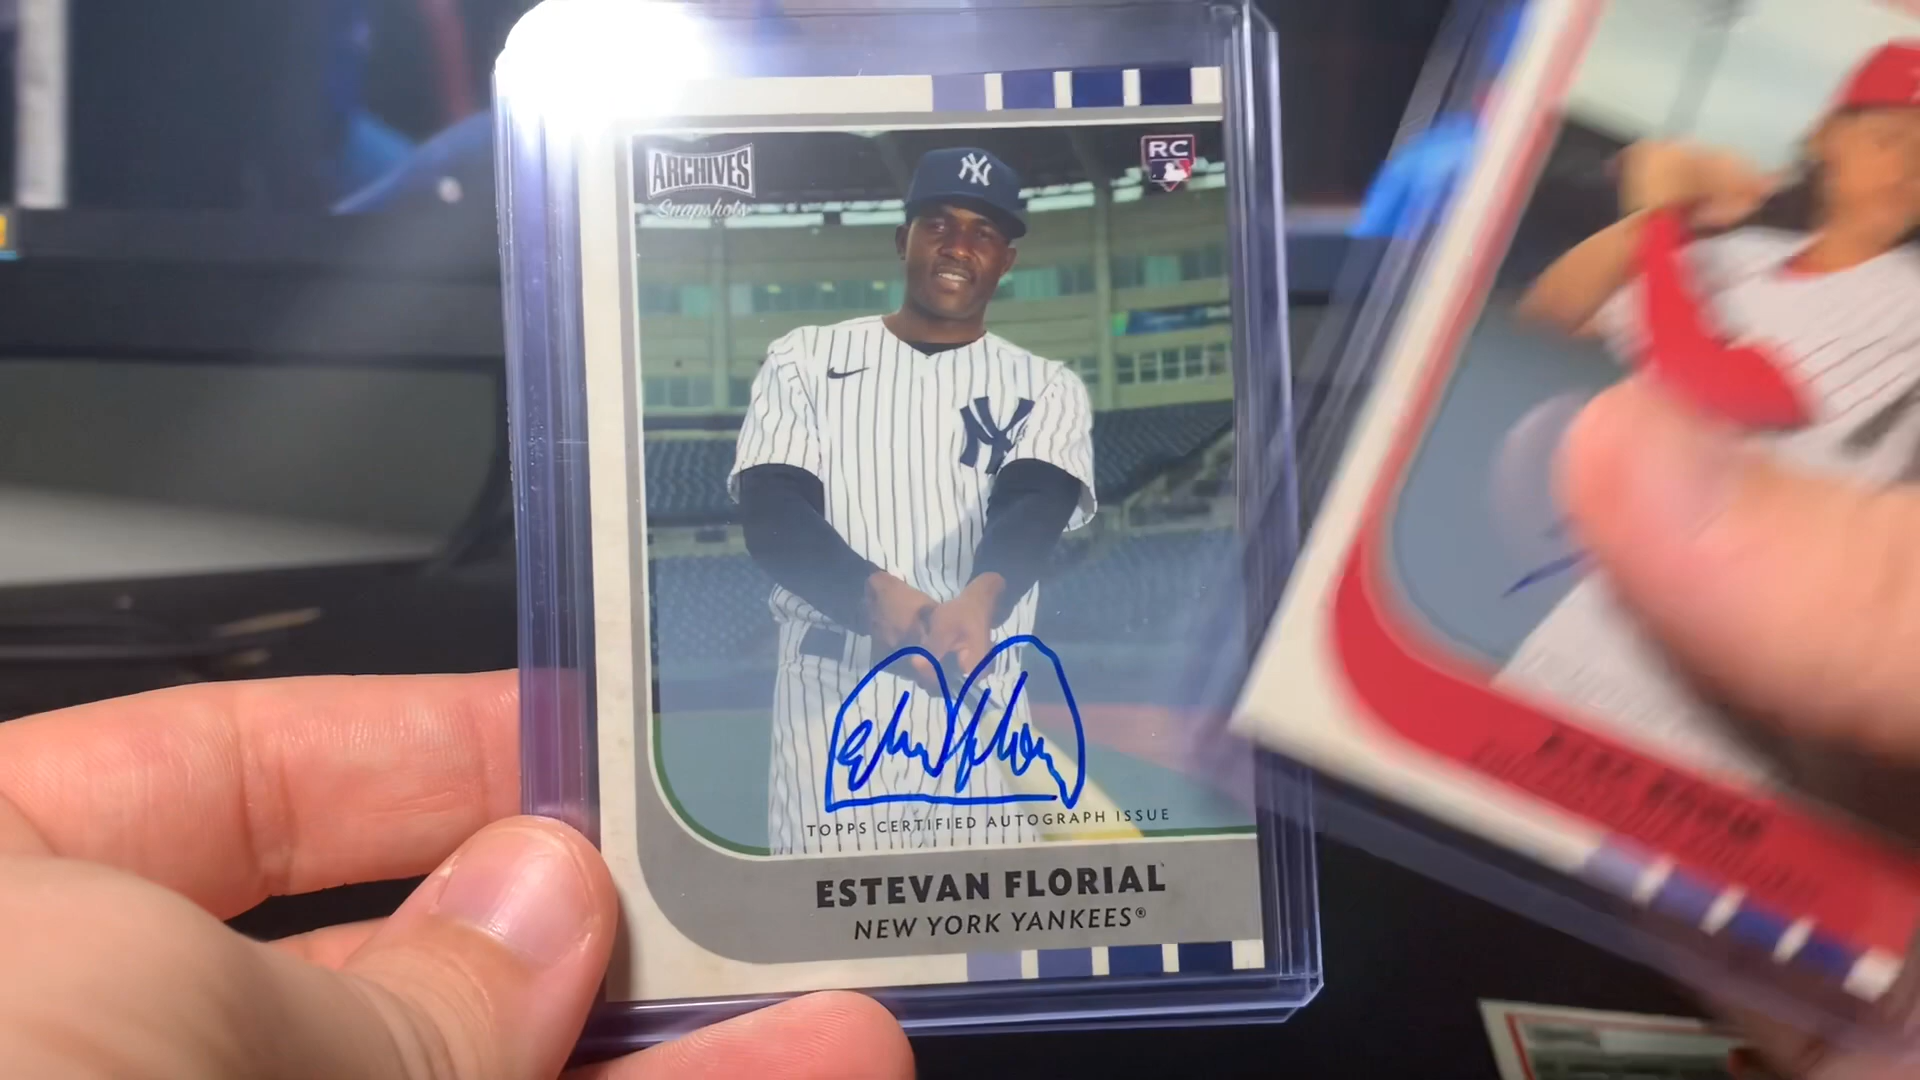 ARCHIVES
Snapshots
RC
NY
NY
TOPPS CERTIFIED AUTOGRAPH ISSUE
ESTEVAN FLORIAL
NEW YORK YANKEES®